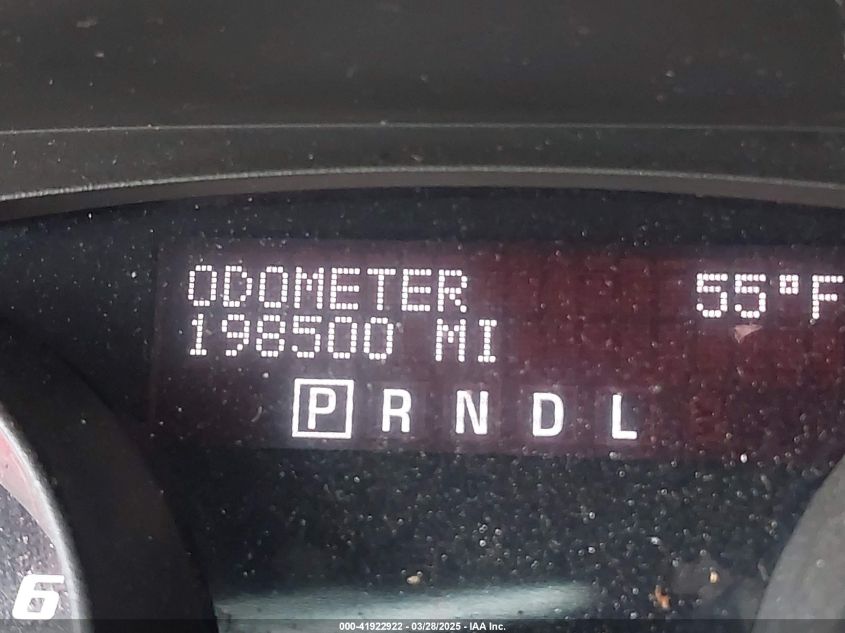 ODOMETER 55°F
198500 MI
P R N D L
6
000-41922922 - 03/28/2025 - IAA Inc.